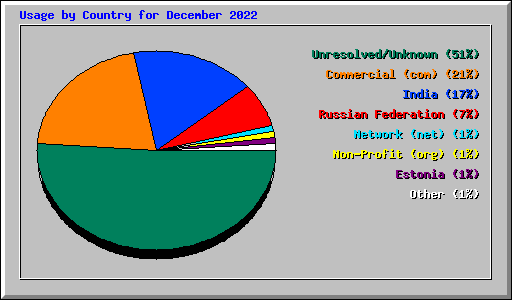 Usage by Country for December 2022
Unresolved/Unknown (51%)
Commercial (com) (21%)
India (17%)
Russian Federation (7%)
Network (net) (1%)
Non-Profit (org) (1%)
Estonia (1%)
Other (1%)